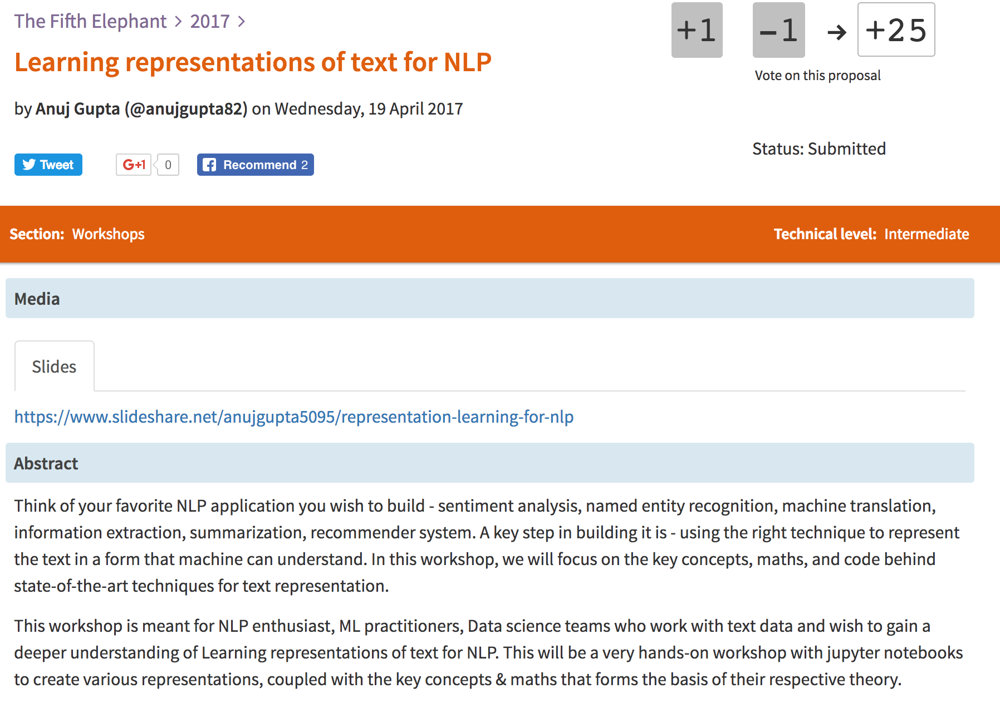 The Fifth Elephant > 2017 >
+1 -1 → +25
Learning representations of text for NLP
Vote on this proposal
by Anuj Gupta (@anujgupta82) on Wednesday, 19 April 2017
Status: Submitted
Tweet G+1 0 Recommend 2
Section: Workshops Technical level: Intermediate
Media
Slides
https://www.slideshare.net/anujgupta5095/representation-learning-for-nlp
Abstract
Think of your favorite NLP application you wish to build - sentiment analysis, named entity recognition, machine translation,
information extraction, summarization, recommender system. A key step in building it is - using the right technique to represent
the text in a form that machine can understand. In this workshop, we will focus on the key concepts, maths, and code behind
state-of-the-art techniques for text representation.
This workshop is meant for NLP enthusiast, ML practitioners, Data science teams who work with text data and wish to gain a
deeper understanding of Learning representations of text for NLP. This will be a very hands-on workshop with jupyter notebooks
to create various representations, coupled with the key concepts & maths that forms the basis of their respective theory.